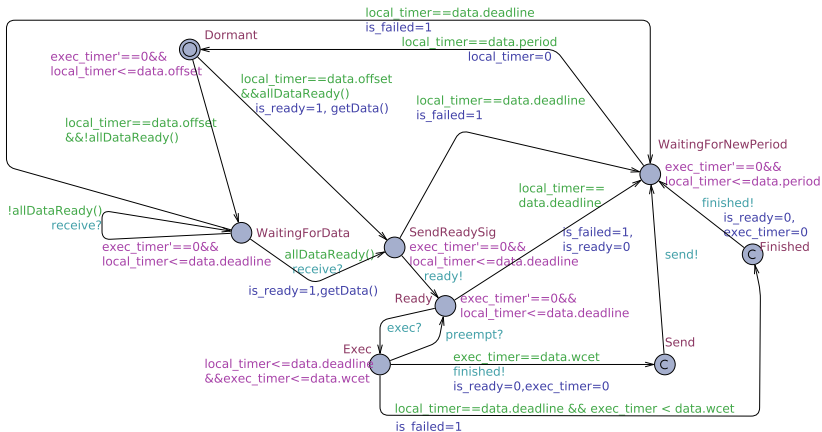 local_timer==data.deadline
is_failed=1
Dormant
local_timer==data.period
local_timer=0
exec_timer'==0&&
local_timer<=data.offset
local_timer==data.offset
&&allDataReady()
is_ready=1, getData()
local_timer==data.deadline
is_failed=1
local_timer==data.offset
&&!allDataReady()
WaitingForNewPeriod
exec_timer'==0&&
local_timer<=data.period
local_timer==
data.deadline
finished!
is_ready=0,
exec_timer=0
!allDataReady()
receive?
WaitingForData
exec_timer'==0&&
local_timer<=data.deadline
SendReadySig
exec_timer'==0&&
local_timer<=data.deadline
is_failed=1,
is_ready=0
Finished
C
allDataReady()
receive?
is_ready=1,getData()
ready!
send!
Ready
exec_timer'==0&&
local_timer<=data.deadline
exec?
preempt?
Exec
local_timer<=data.deadline
&&exec_timer<=data.wcet
exec_timer==data.wcet
finished!
is_ready=0,exec_timer=0
Send
C
local_timer==data.deadline && exec_timer < data.wcet
is_failed=1